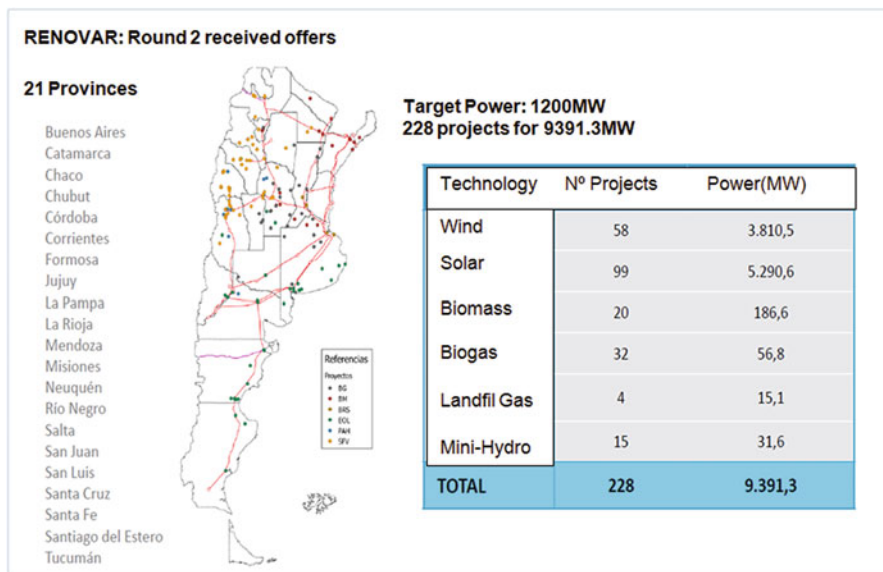 RENOVAR: Round 2 received offers
21 Provinces
Buenos Aires
Catamarca
Chaco
Chubut
Córdoba
Corrientes
Formosa
Jujuy
La Pampa
La Rioja
Mendoza
Misiones
Neuquén
Río Negro
Salta
San Juan
San Luis
Santa Cruz
Santa Fe
Santiago del Estero
Tucumán
Referencias
Proyectos
BG
BM
BRS
EOL
PAH
SFV
Target Power: 1200MW
228 projects for 9391.3MW
Technology Nº Projects Power(MW)
Wind 58 3.810,5
Solar 99 5.290,6
Biomass 20 186,6
Biogas 32 56,8
Landfil Gas 4 15,1
Mini-Hydro 15 31,6
TOTAL 228 9.391,3